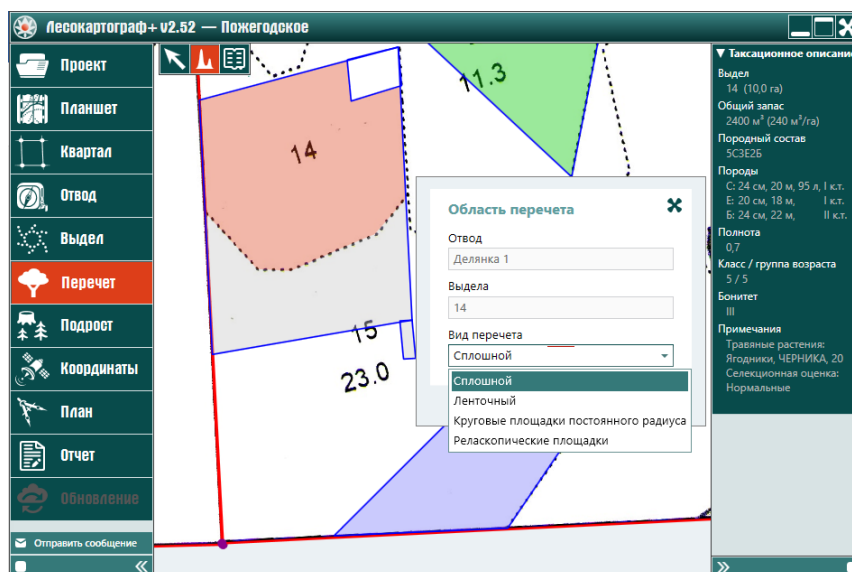 Лесокартограф+ v2.52 — Пожегодское
Проект
Планшет
Квартал
Отвод
Выдел
Перечет
Подрост
Координаты
План
Отчет
Обновление
Отправить сообщение
14
11.3
15
23.0
Область перечета
Отвод
Делянка 1
Выдела
14
Вид перечета
Сплошной
Сплошной
Ленточный
Круговые площадки постоянного радиуса
Реласкопические площадки
Таксационное описание
Выдел
14 (10,0 га)
Общий запас
2400 м³ (240 м³/га)
Породный состав
5С3Е2Б
Породы
С: 24 см, 20 м, 95 л, I к.т.
Е: 20 см, 18 м, I к.т.
Б: 24 см, 22 м, II к.т.
Полнота
0,7
Класс / группа возраста
5 / 5
Бонитет
III
Примечания
Травяные растения:
Ягодники, ЧЕРНИКА, 20
Селекционная оценка:
Нормальные